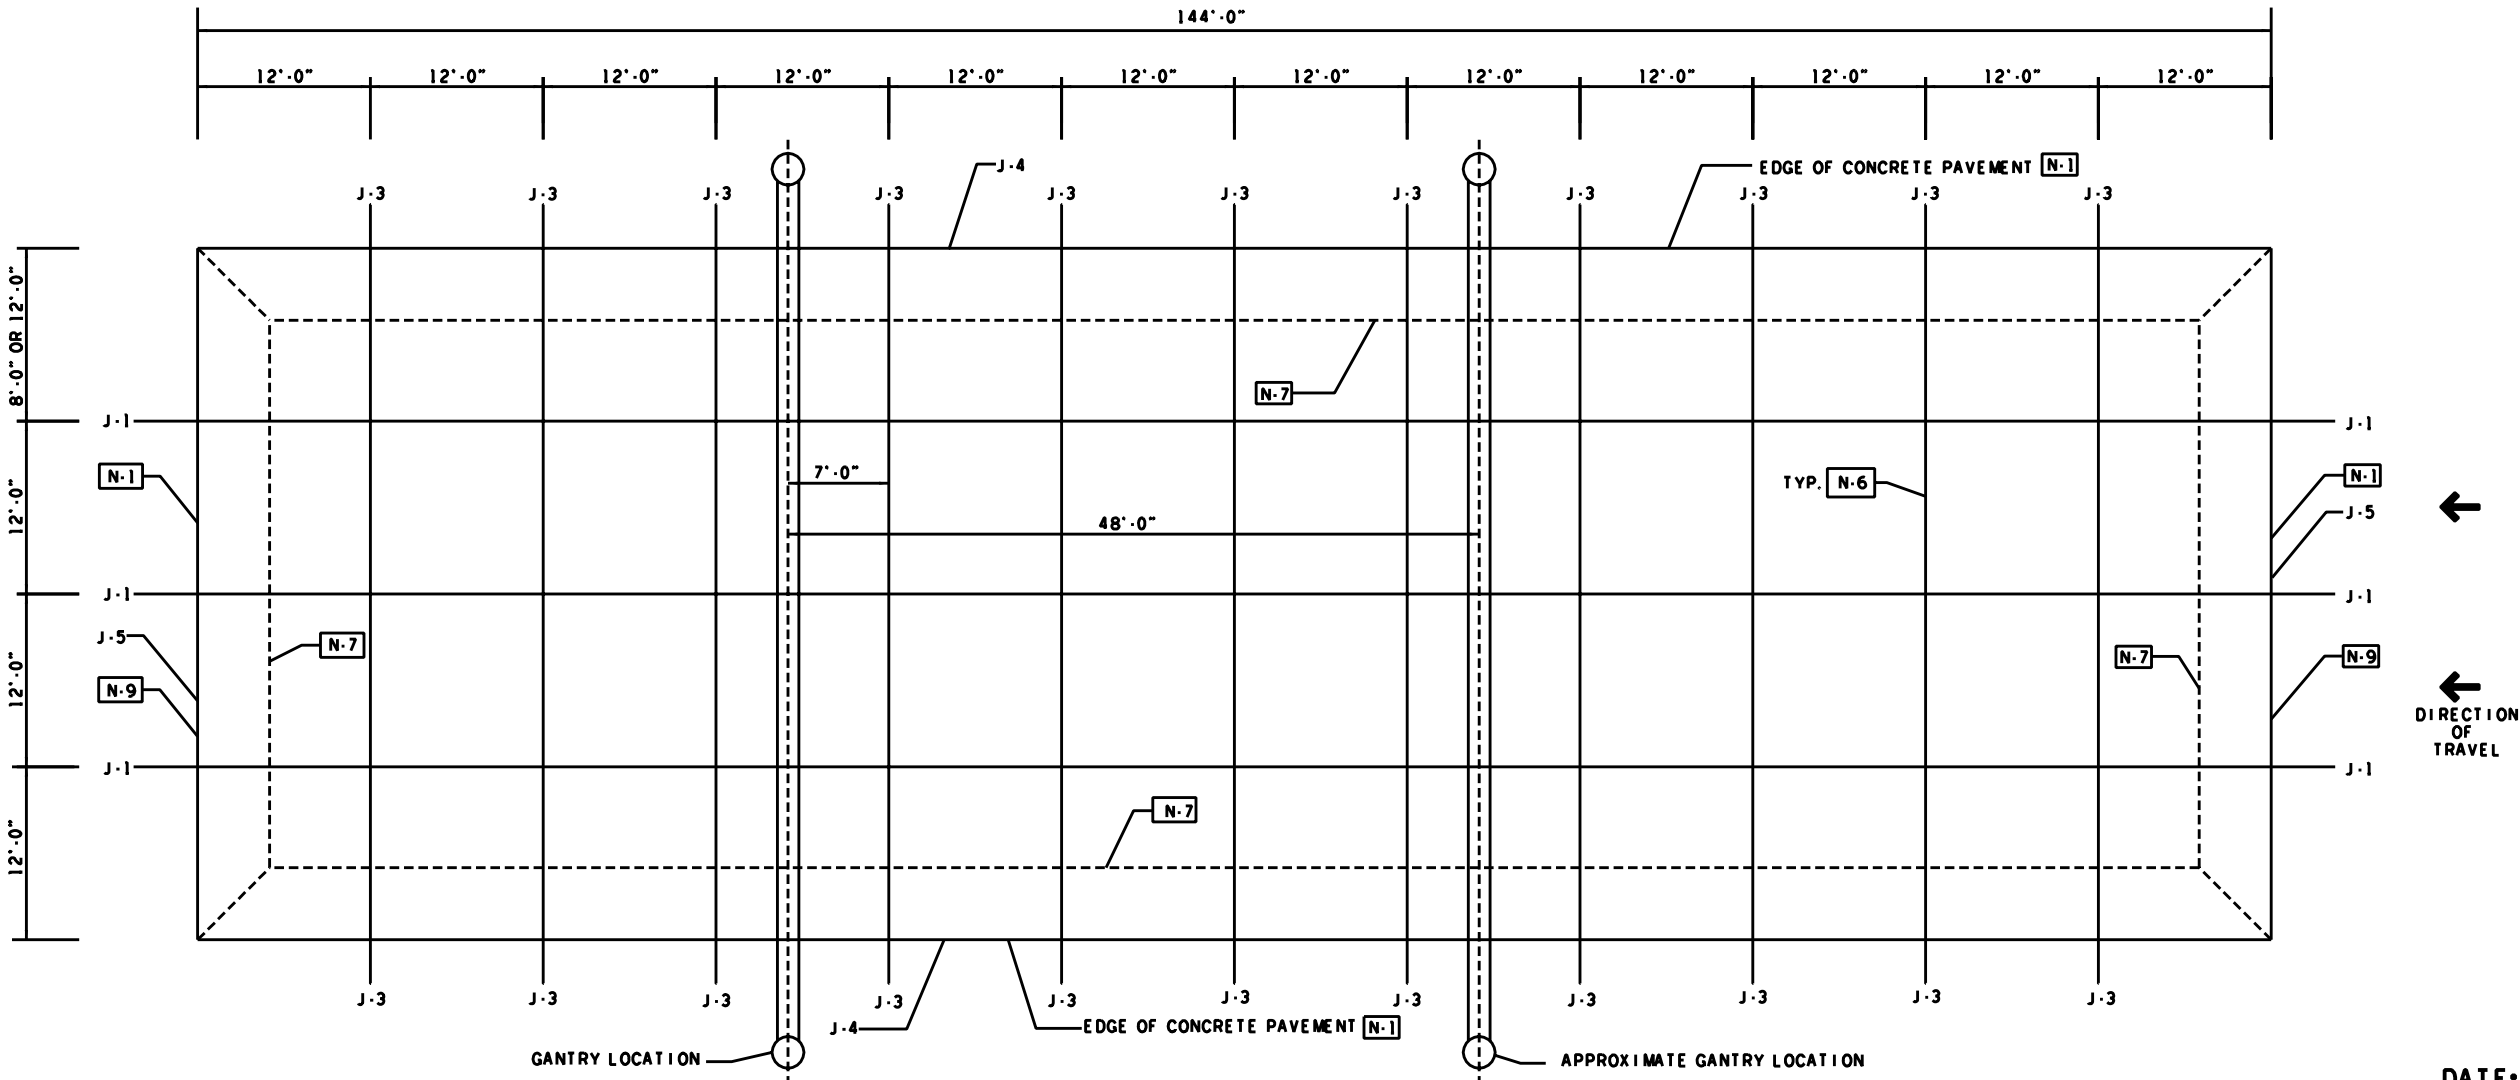 144'-0"
12'-0" 12'-0" 12'-0" 12'-0" 12'-0" 12'-0" 12'-0" 12'-0" 12'-0" 12'-0" 12'-0" 12'-0"
J-4
EDGE OF CONCRETE PAVEMENT N-1
J-3 J-3 J-3 J-3 J-3 J-3 J-3 J-3 J-3 J-3 J-3
8'-0" OR 12'-0"
N-7
J-1 J-1
7'-0"
N-1 TYP. N-6 N-1
12'-0"
J-5
48'-0"
J-1 J-1
J-5
N-7 N-7 N-9
12'-0"
N-9
DIRECTION
OF
TRAVEL
J-1 J-1
N-7
12'-0"
J-3 J-3 J-3 J-3 J-3 J-3 J-3 J-3 J-3 J-3 J-3
J-4 EDGE OF CONCRETE PAVEMENT N-1
GANTRY LOCATION APPROXIMATE GANTRY LOCATION
DATE: